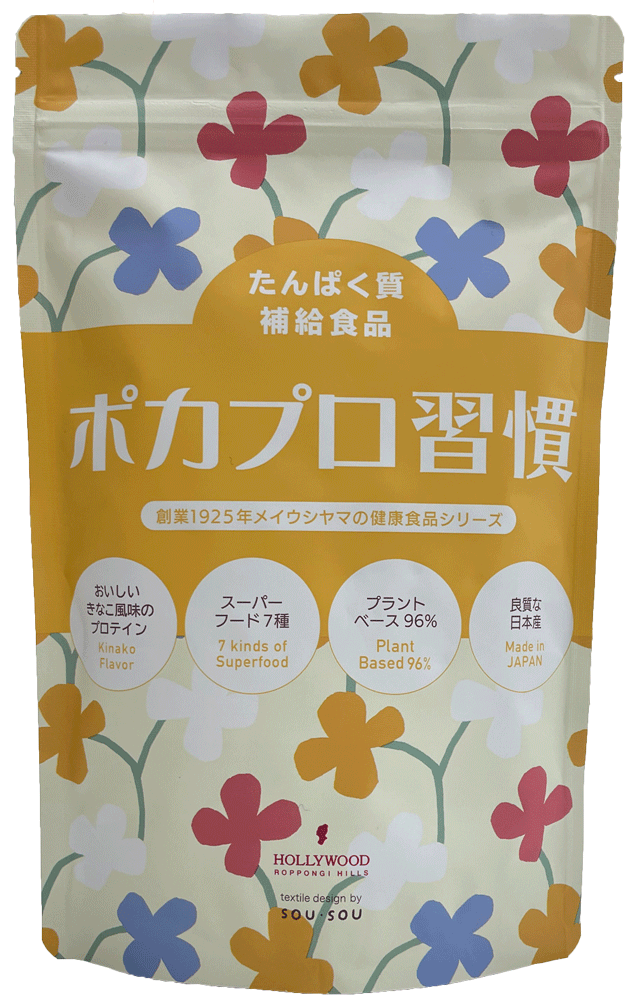 たんぱく質
補給食品
ポカプロ習慣
創業1925年メイウシヤマの健康食品シリーズ
おいしい
きなこ風味の
プロテイン
Kinako
Flavor
スーパー
フード7種
7 kinds of
Superfood
プラント
ベース 96%
Plant
Based 96%
良質な
日本産
Made in
JAPAN
HOLLYWOOD
ROPPONGI HILLS
textile design by
SOU・SOU